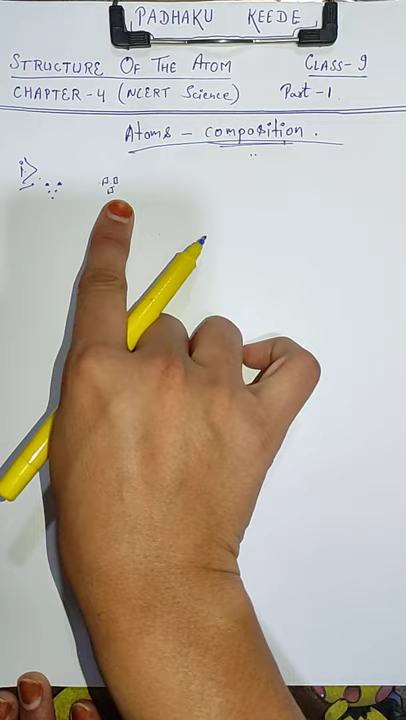 PADHAKU KEEDE
STRUCTURE OF THE ATOM CLASS-9
CHAPTER-4 (NCERT Science) Part-1.
Atoms - composition.